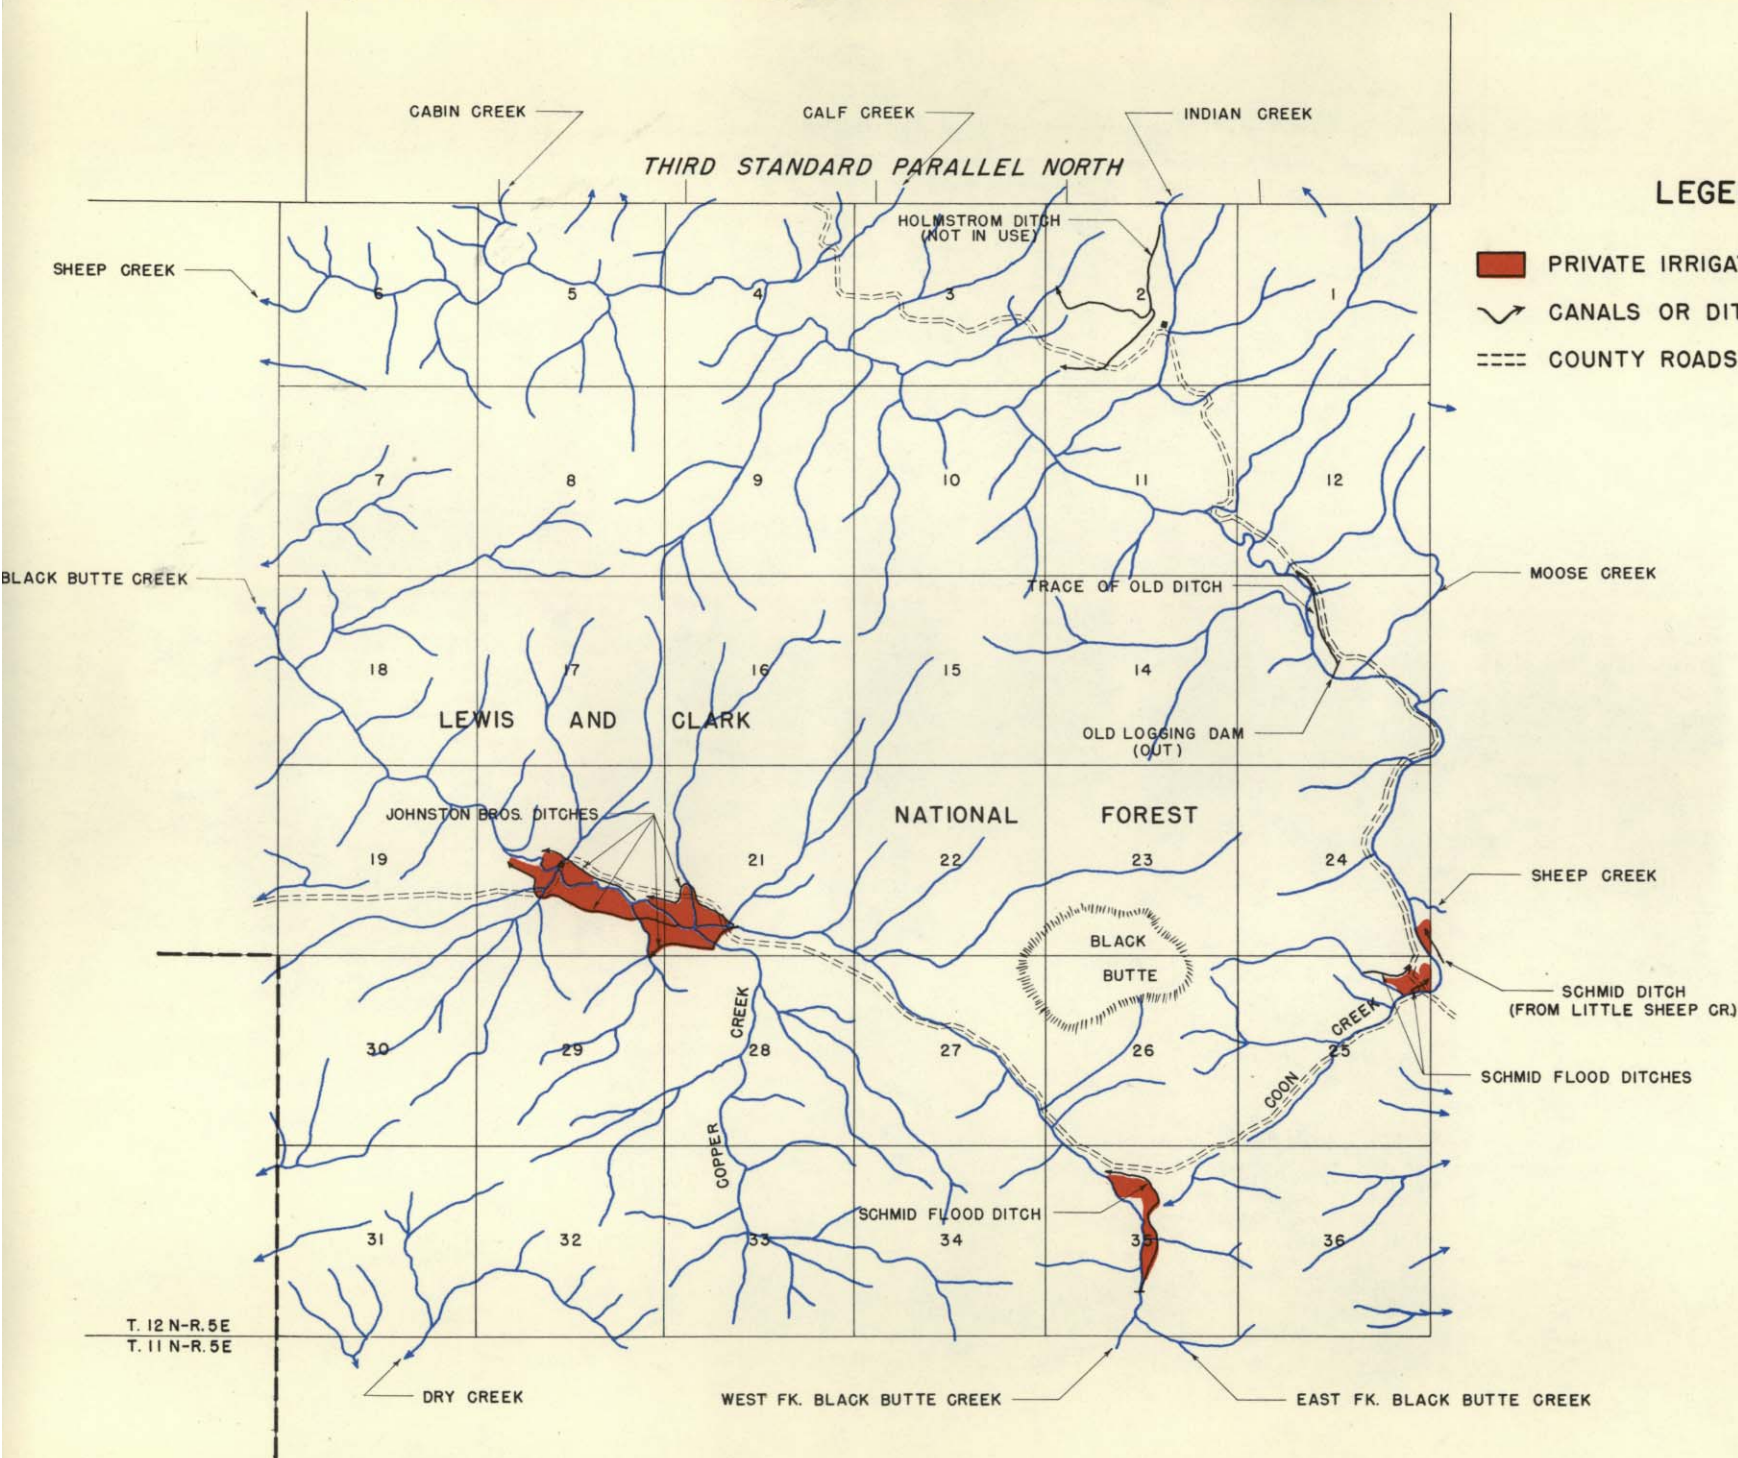 CABIN CREEK
CALF CREEK
INDIAN CREEK
THIRD STANDARD PARALLEL NORTH
LEGE
HOLMSTROM DITCH
(NOT IN USE)
SHEEP CREEK
PRIVATE IRRIGA
6
5
4
3
2
1
CANALS OR DIT
COUNTY ROADS
7
8
9
10
11
12
BLACK BUTTE CREEK
TRACE OF OLD DITCH
MOOSE CREEK
18
17
16
15
14
LEWIS AND CLARK
OLD LOGGING DAM
(OUT)
JOHNSTON BROS. DITCHES
NATIONAL FOREST
19
21
22
23
24
SHEEP CREEK
BLACK
BUTTE
SCHMID DITCH
(FROM LITTLE SHEEP CR.)
CREEK
CREEK
30
29
28
27
26
25
SCHMID FLOOD DITCHES
COON
COPPER
SCHMID FLOOD DITCH
31
32
33
34
35
36
T. 12 N-R. 5E
T. 11 N-R. 5E
DRY CREEK
WEST FK. BLACK BUTTE CREEK
EAST FK. BLACK BUTTE CREEK